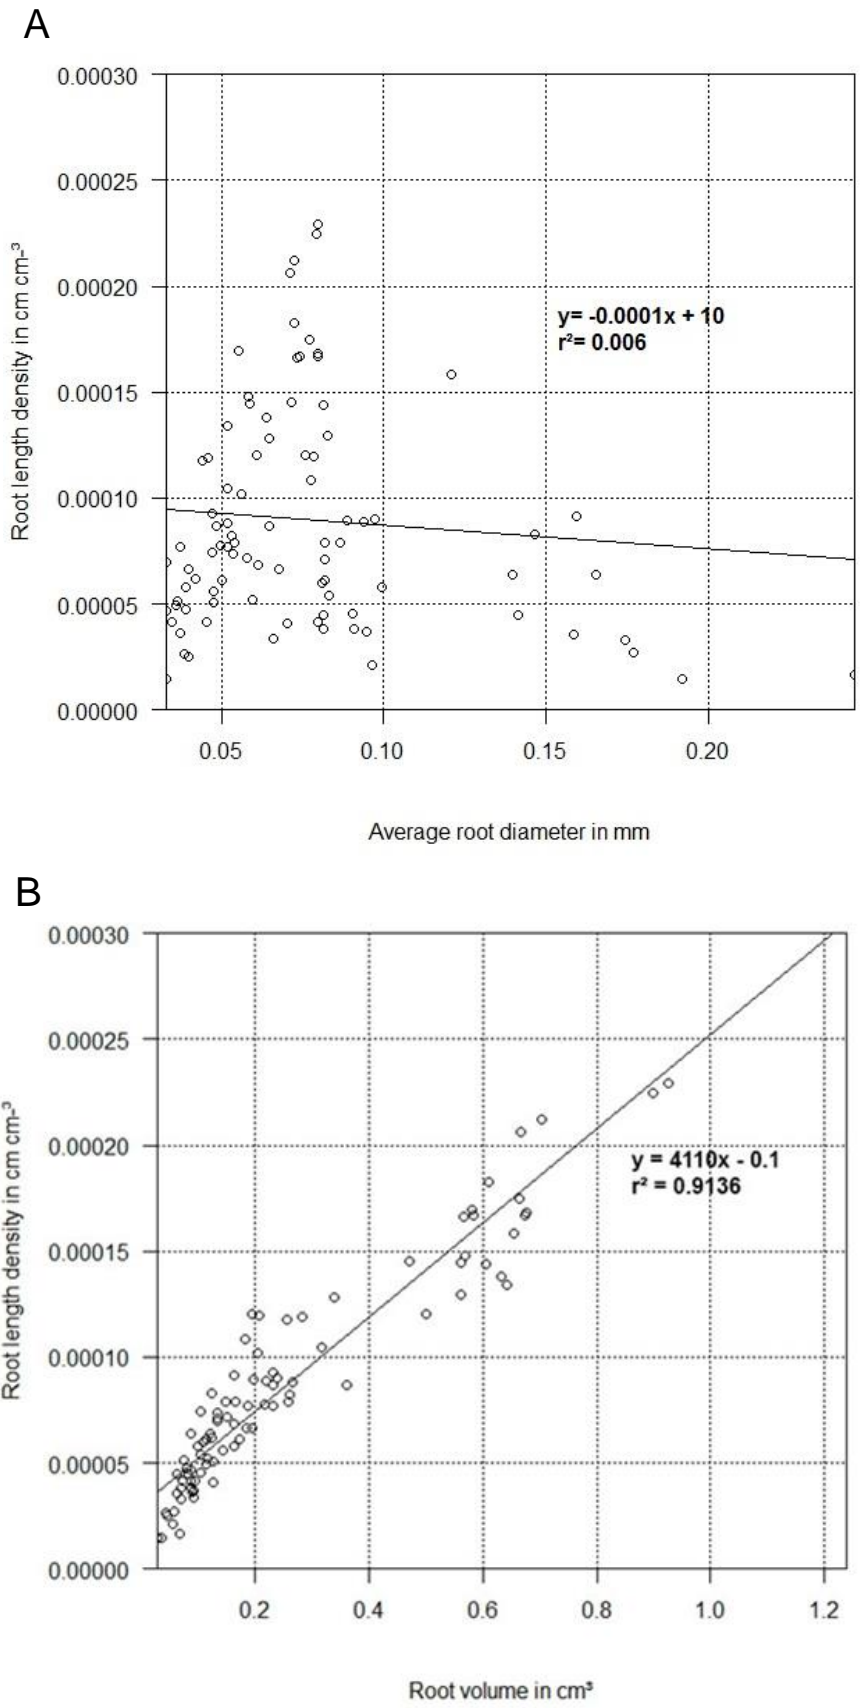 A
0.00030
0.00025
0.00020
0.00015
0.00010
0.00005
0.00000
Root length density in cm cm-³
y= -0.0001x + 10
r²= 0.006
0.05 0.10 0.15 0.20
Average root diameter in mm
B
0.00030
0.00025
0.00020
0.00015
0.00010
0.00005
0.00000
Root length density in cm cm-³
y = 4110x - 0.1
r² = 0.9136
0.2 0.4 0.6 0.8 1.0 1.2
Root volume in cm³